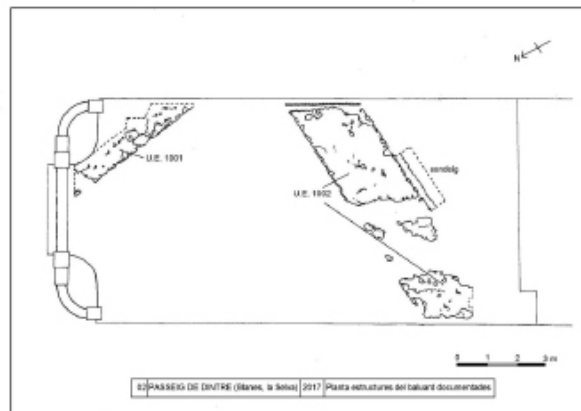 N
U.E. 1001
sondeig
U.E. 1002
0 1 2 3 m
02 PASSEIG DE DINTRE (Blanes, la Selva) 2017 Planta estructures del baluard documentades